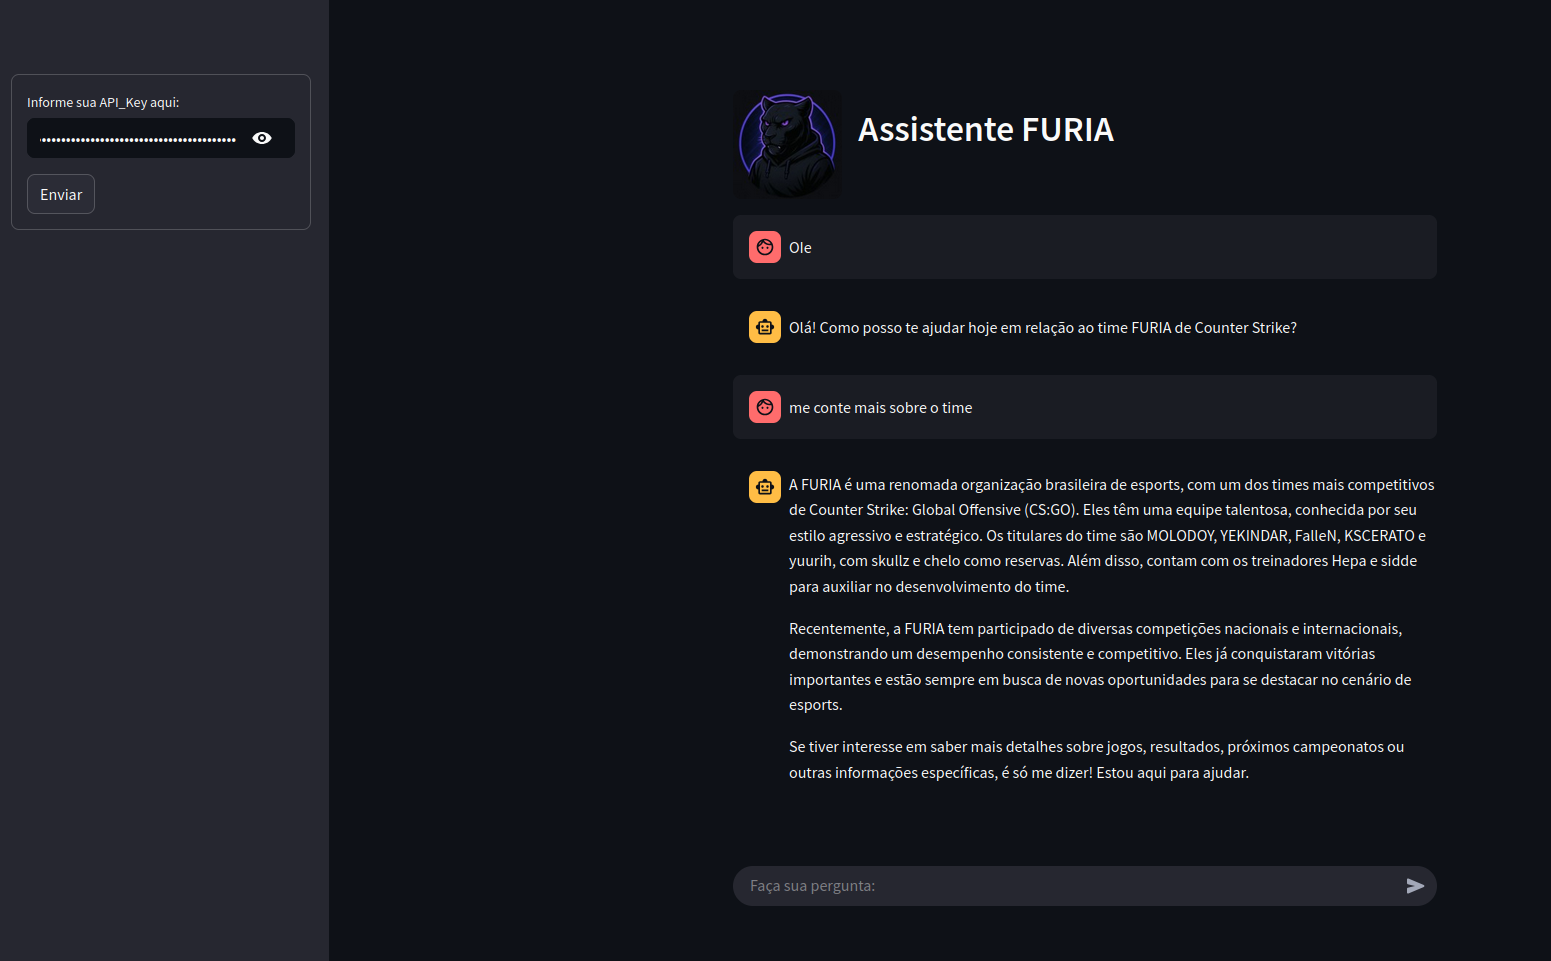 Informe sua API_Key aqui:
Enviar
Assistente FURIA
Ole
Olá! Como posso te ajudar hoje em relação ao time FURIA de Counter Strike?
me conte mais sobre o time
A FURIA é uma renomada organização brasileira de esports, com um dos times mais competitivos
de Counter Strike: Global Offensive (CS:GO). Eles têm uma equipe talentosa, conhecida por seu
estilo agressivo e estratégico. Os titulares do time são MOLODOY, YEKINDAR, FalleN, KSCERATO e
yuurih, com skullz e chelo como reservas. Além disso, contam com os treinadores Hepa e sidde
para auxiliar no desenvolvimento do time.
Recentemente, a FURIA tem participado de diversas competições nacionais e internacionais,
demonstrando um desempenho consistente e competitivo. Eles já conquistaram vitórias
importantes e estão sempre em busca de novas oportunidades para se destacar no cenário de
esports.
Se tiver interesse em saber mais detalhes sobre jogos, resultados, próximos campeonatos ou
outras informações específicas, é só me dizer! Estou aqui para ajudar.
Faça sua pergunta: